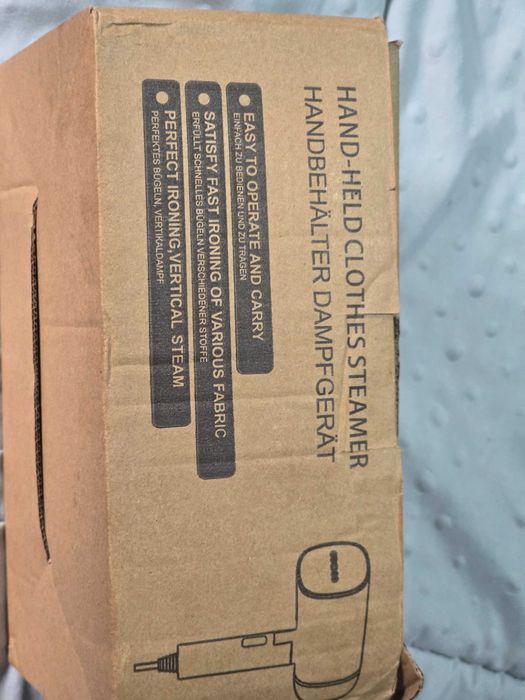 HAND-HELD CLOTHES STEAMER
HANDBEHÄLTER DAMPFGERÄT
EASY TO OPERATE AND CARRY
EINFACH ZU BEDIENEN UND ZU TRAGEN
SATISFY FAST IRONING OF VARIOUS FABRIC
ERFÜLLT SCHNELLES BÜGELN VERSCHIEDENER STOFFE
PERFECT IRONING,VERTICAL STEAM
PERFEKTES BÜGELN, VERTIKALDAMPF